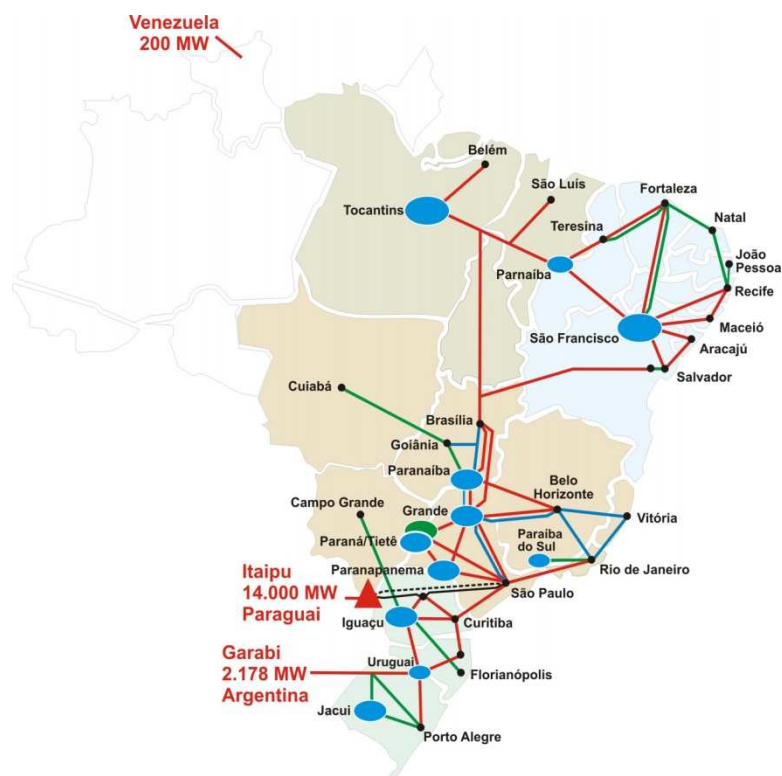 Venezuela
200 MW
Belém
São Luís
Fortaleza
Tocantins
Teresina
Natal
João
Pessoa
Parnaíba
Recife
São Francisco
Maceió
Aracajú
Cuiabá
Salvador
Brasília
Goiânia
Paranaíba
Belo
Horizonte
Campo Grande
Grande
Vitória
Paraná/Tietê
Paraíba
do Sul
Itaipu
14.000 MW
Paraguai
Paranapanema
Rio de Janeiro
São Paulo
Iguaçu
Curitiba
Garabi
2.178 MW
Argentina
Uruguai
Florianópolis
Jacui
Porto Alegre